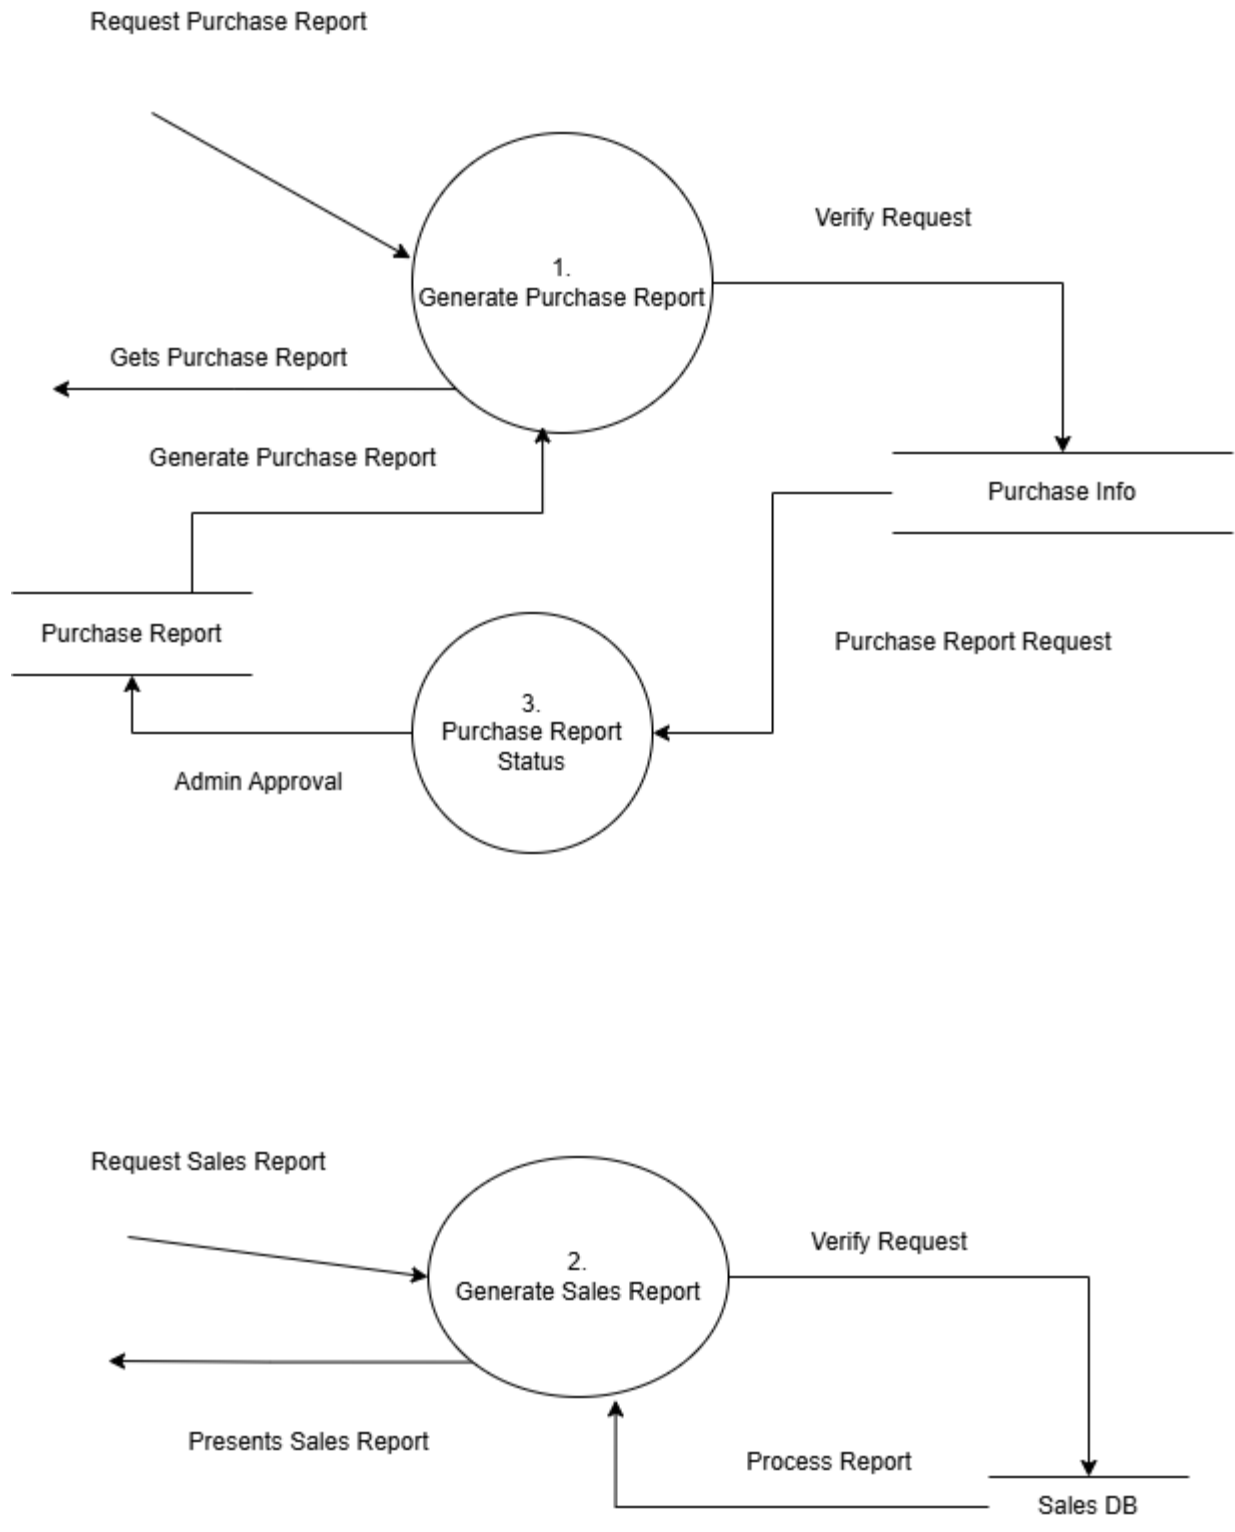 Request Purchase Report
Verify Request
1.
Generate Purchase Report
Gets Purchase Report
Generate Purchase Report
Purchase Info
Purchase Report
Purchase Report Request
3.
Purchase Report
Status
Admin Approval
Request Sales Report
Verify Request
2.
Generate Sales Report
Presents Sales Report
Process Report
Sales DB